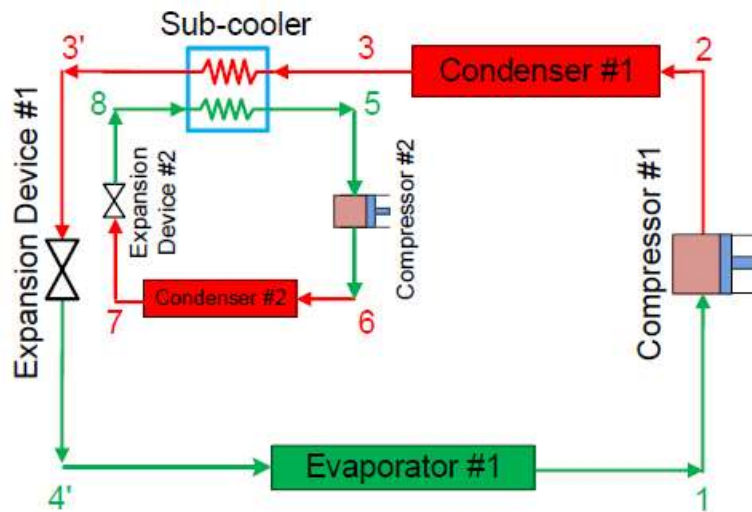 Sub-cooler
3'
3
Condenser #1
2
8
5
Expansion Device #1
Expansion
Device #2
Compressor #2
Compressor #1
Condenser #2
7
6
Evaporator #1
4'
1